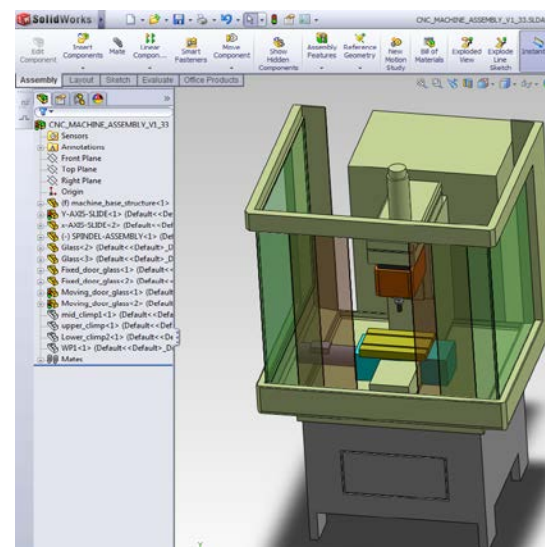 SolidWorks
CNC_MACHINE_ASSEMBLY_V1_33.SLDA
Edit Component
Insert Components
Mate
Linear Compon...
Smart Fasteners
Move Component
Show Hidden Components
Assembly Features
Reference Geometry
New Motion Study
Bill of Materials
Exploded View
Explode Line Sketch
Instant
Assembly Layout Sketch Evaluate Office Products
CNC_MACHINE_ASSEMBLY_V1_33
Sensors
Annotations
Front Plane
Top Plane
Right Plane
Origin
(f) machine_base_structure<1>
Y-AXIS-SLIDE<1> (Default<<De
x-AXIS-SLIDE<2> (Default<<De
(-) SPINDEL-ASSEMBLY<1> (De
Glass<2> (Default<<Default>_D
Glass<3> (Default<<Default>_D
Fixed_door_glass<1> (Default<<
Fixed_door_glass<2> (Default<<
Moving_door_glass<1> (Default
Moving_door_glass<2> (Default
mid_climp1<1> (Default<<Defa
upper_climp<1> (Default<<Def
Lower_climp2<1> (Default<<De
WP1<1> (Default<<Default>_D
Mates
Y